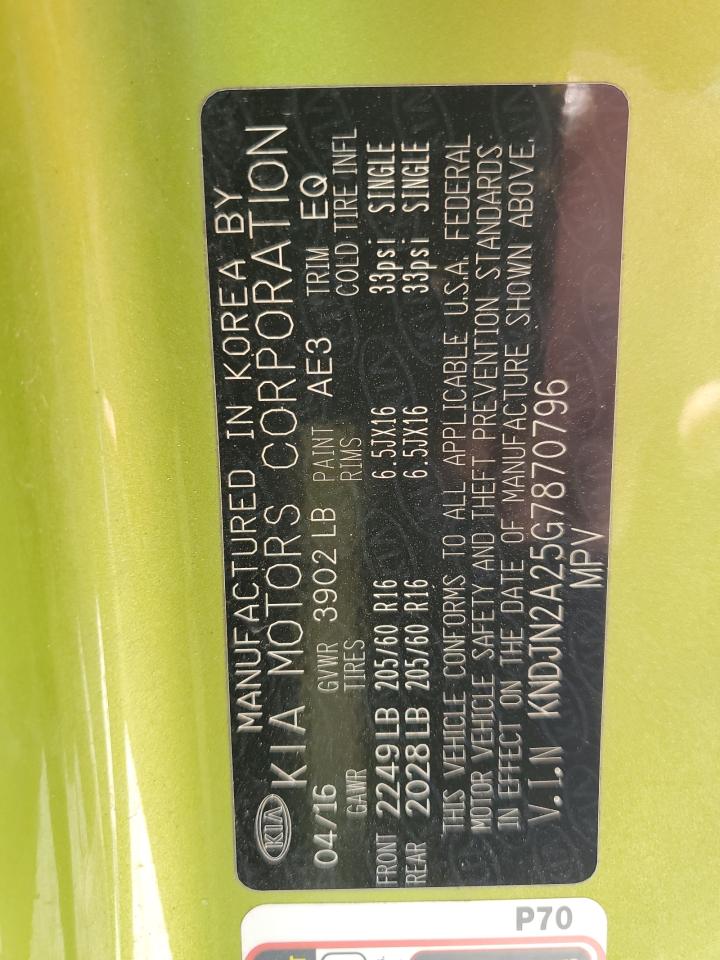 MANUFACTURED IN KOREA BY
KIA KIA MOTORS CORPORATION
04/16 GVWR 3902 LB PAINT AE3 TRIM EQ
GAWR TIRES RIMS COLD TIRE INFL
FRONT 2249LB 205/60 R16 6.5JX16 33psi SINGLE
REAR 2028LB 205/60 R16 6.5JX16 33psi SINGLE
THIS VEHICLE CONFORMS TO ALL APPLICABLE U.S.A. FEDERAL
MOTOR VEHICLE SAFETY AND THEFT PREVENTION STANDARDS
IN EFFECT ON THE DATE OF MANUFACTURE SHOWN ABOVE.
V.I.N KNDJN2A25G7870796
MPV
P70